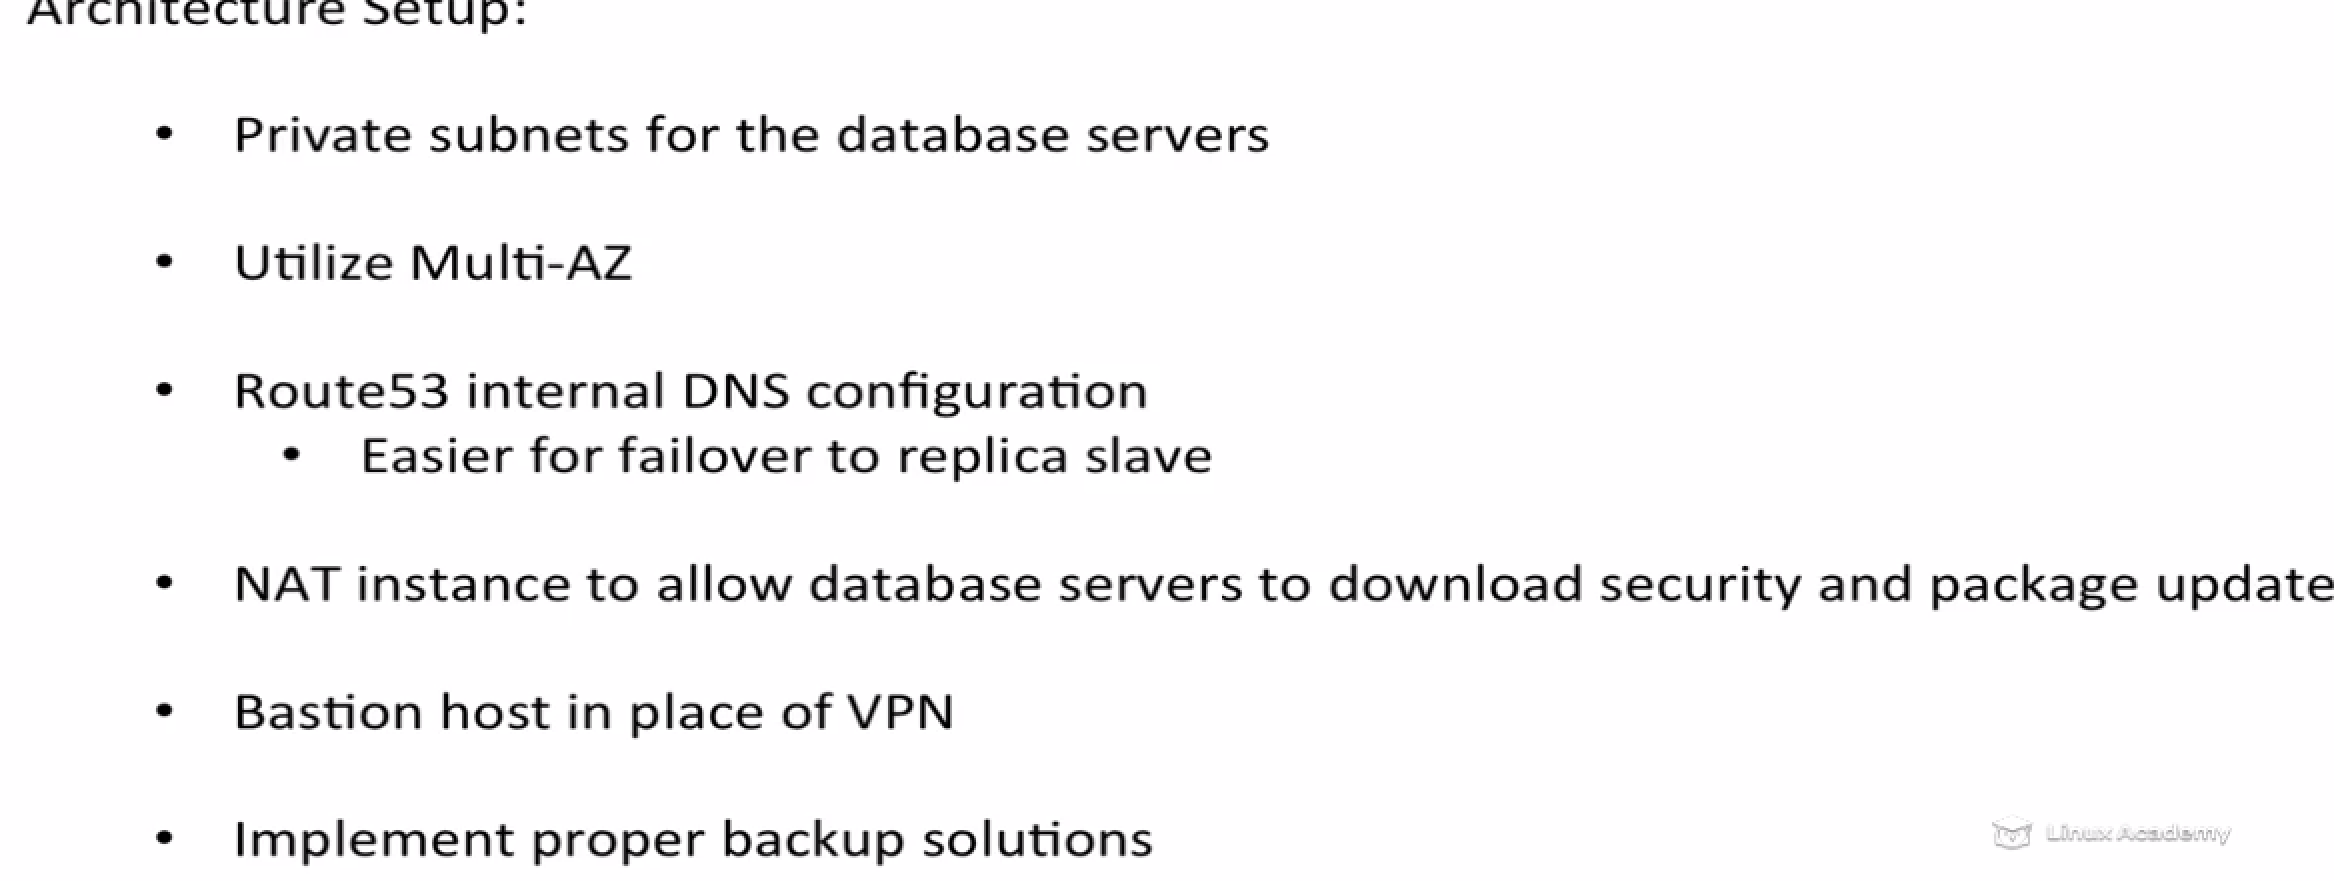 Architecture Setup:
• Private subnets for the database servers
• Utilize Multi-AZ
• Route53 internal DNS configuration
• Easier for failover to replica slave
• NAT instance to allow database servers to download security and package update
• Bastion host in place of VPN
• Implement proper backup solutions
Linux Academy